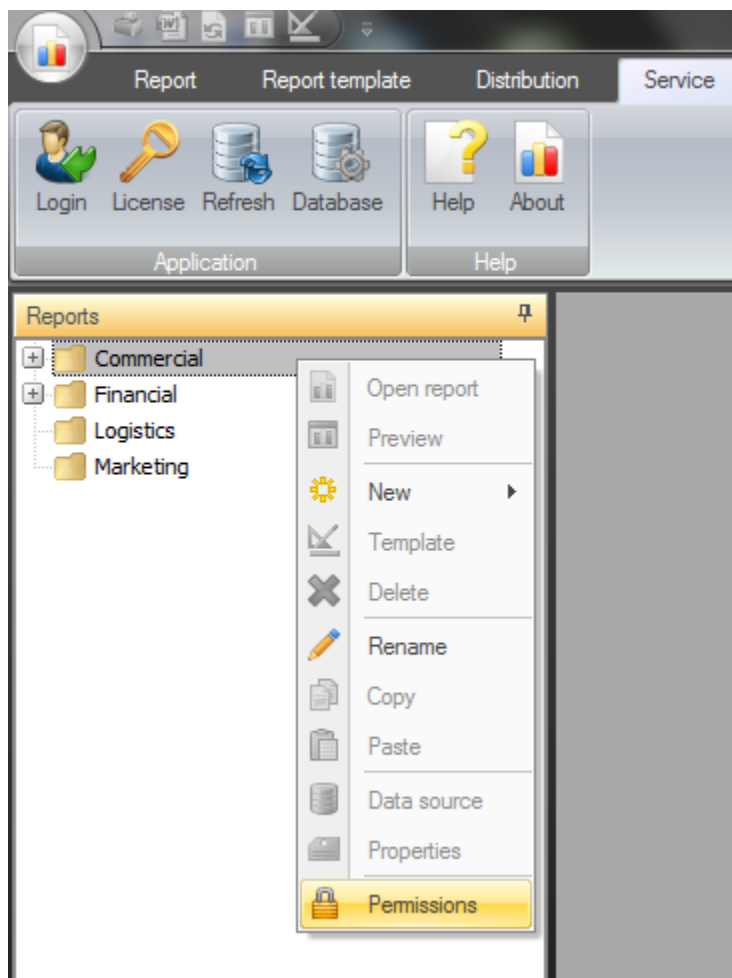 Report Report template Distribution Service
Login License Refresh Database Help About
Application Help
Reports
Commercial
Financial
Logistics
Marketing
Open report
Preview
New
Template
Delete
Rename
Copy
Paste
Data source
Properties
Permissions